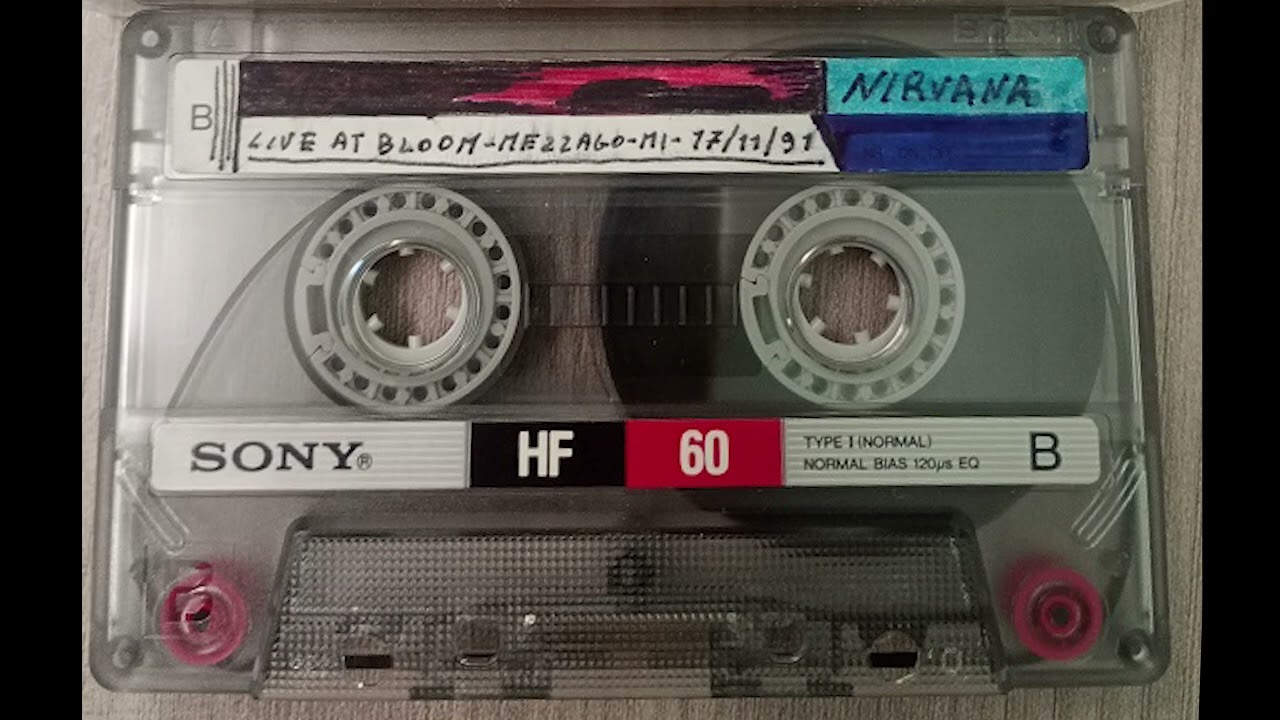 NIRVANA
B
LIVE AT BLOOM-MEZZAGO-MI-17/11/91
SONY®
HF
60
TYPE I (NORMAL)
NORMAL BIAS 120μs EQ
B